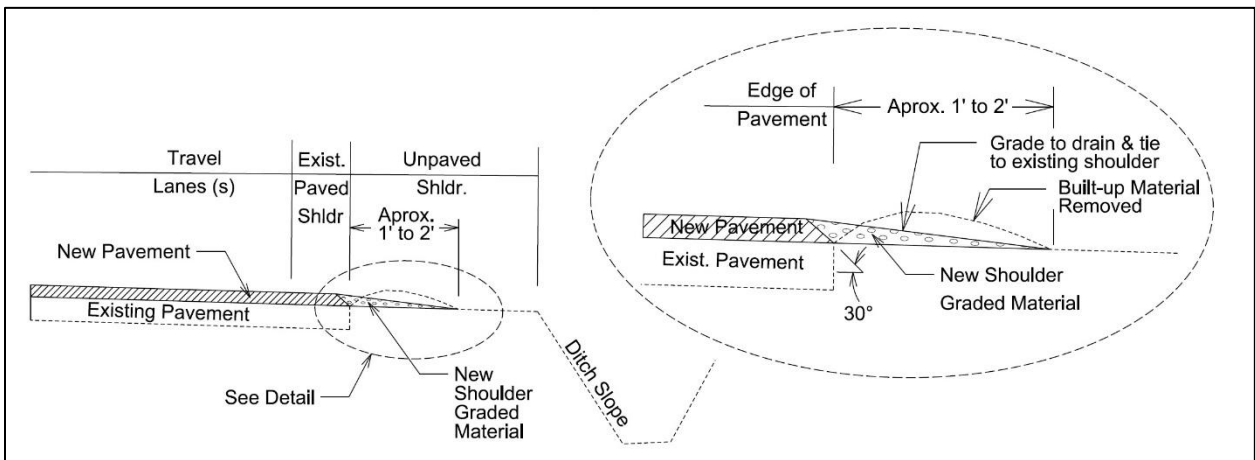 Travel
Lanes (s)
Exist.
Paved
Shldr
Unpaved
Shldr.
Aprox.
1' to 2'
New Pavement
Existing Pavement
See Detail
New
Shoulder
Graded
Material
Ditch Slope
Edge of
Pavement
Aprox. 1' to 2'
Grade to drain & tie
to existing shoulder
Built-up Material
Removed
New Pavement
Exist. Pavement
30°
New Shoulder
Graded Material